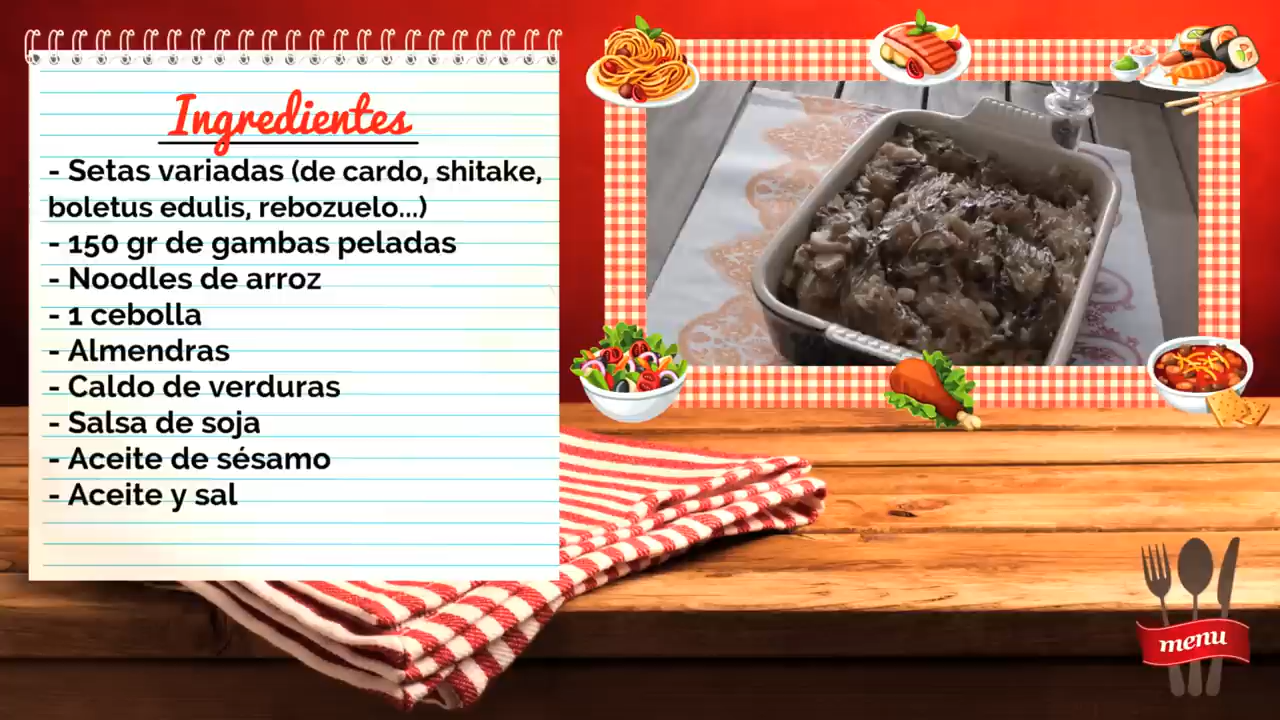 Ingredientes
- Setas variadas (de cardo, shitake,
boletus edulis, rebozuelo...)
- 150 gr de gambas peladas
- Noodles de arroz
- 1 cebolla
- Almendras
- Caldo de verduras
- Salsa de soja
- Aceite de sésamo
- Aceite y sal
menu